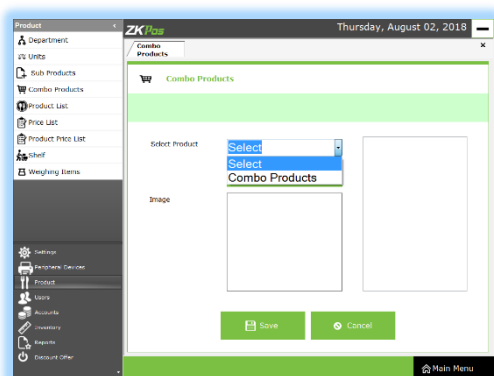 Product
ZKPos
Thursday, August 02, 2018
Department
Units
Sub Products
Combo Products
Product List
Price List
Product Price List
Shelf
Weighing Items
Combo
Products
Combo Products
Select Product
Select
Select
Combo Products
Image
Settings
Peripheral Devices
Product
Users
Accounts
Inventory
Reports
Discount Offer
Save
Cancel
Main Menu